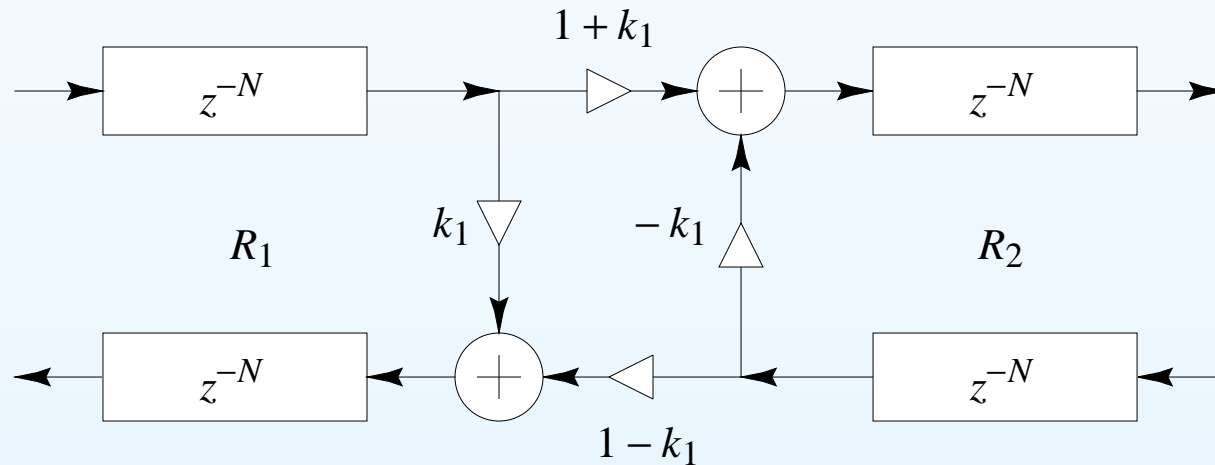 1 + k₁
z⁻ᴺ
z⁻ᴺ
k₁
− k₁
R₁
R₂
z⁻ᴺ
z⁻ᴺ
1 − k₁